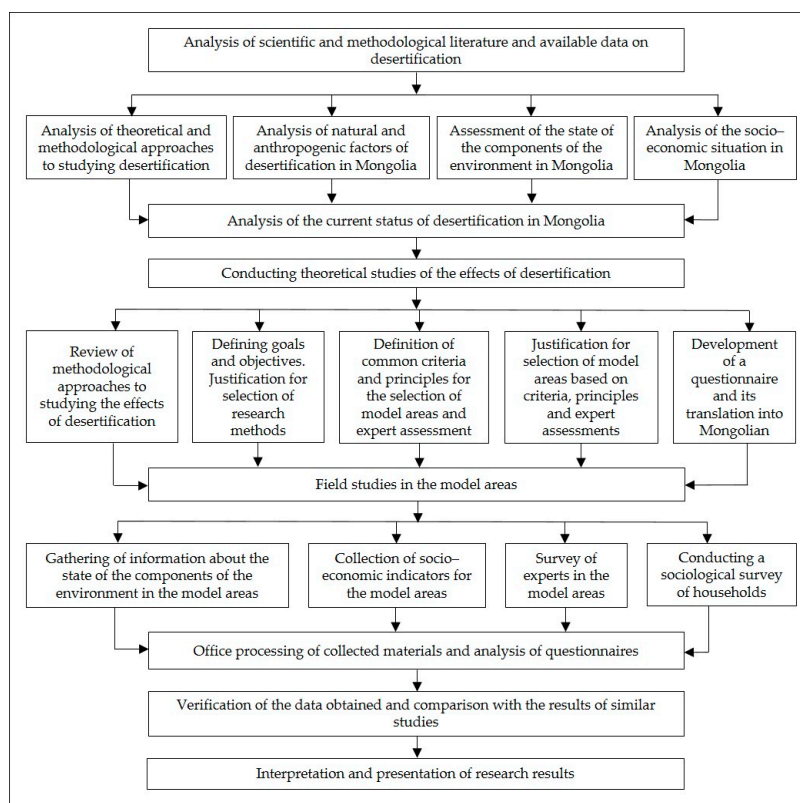 Analysis of scientific and methodological literature and available data on
desertification
Analysis of theoretical and
methodological approaches
to studying desertification
Analysis of natural and
anthropogenic factors of
desertification in Mongolia
Assessment of the state of
the components of the
environment in Mongolia
Analysis of the socio–
economic situation in
Mongolia
Analysis of the current status of desertification in Mongolia
Conducting theoretical studies of the effects of desertification
Review of
methodological
approaches to
studying the effects
of desertification
Defining goals
and objectives.
Justification for
selection of
research
methods
Definition of
common criteria
and principles for
the selection of
model areas and
expert assessment
Justification for
selection of model
areas based on
criteria, principles
and expert
assessments
Development of
a questionnaire
and its
translation into
Mongolian
Field studies in the model areas
Gathering of information about the
state of the components of the
environment in the model areas
Collection of socio–
economic indicators for
the model areas
Survey of
experts in the
model areas
Conducting a
sociological survey
of households
Office processing of collected materials and analysis of questionnaires
Verification of the data obtained and comparison with the results of similar
studies
Interpretation and presentation of research results